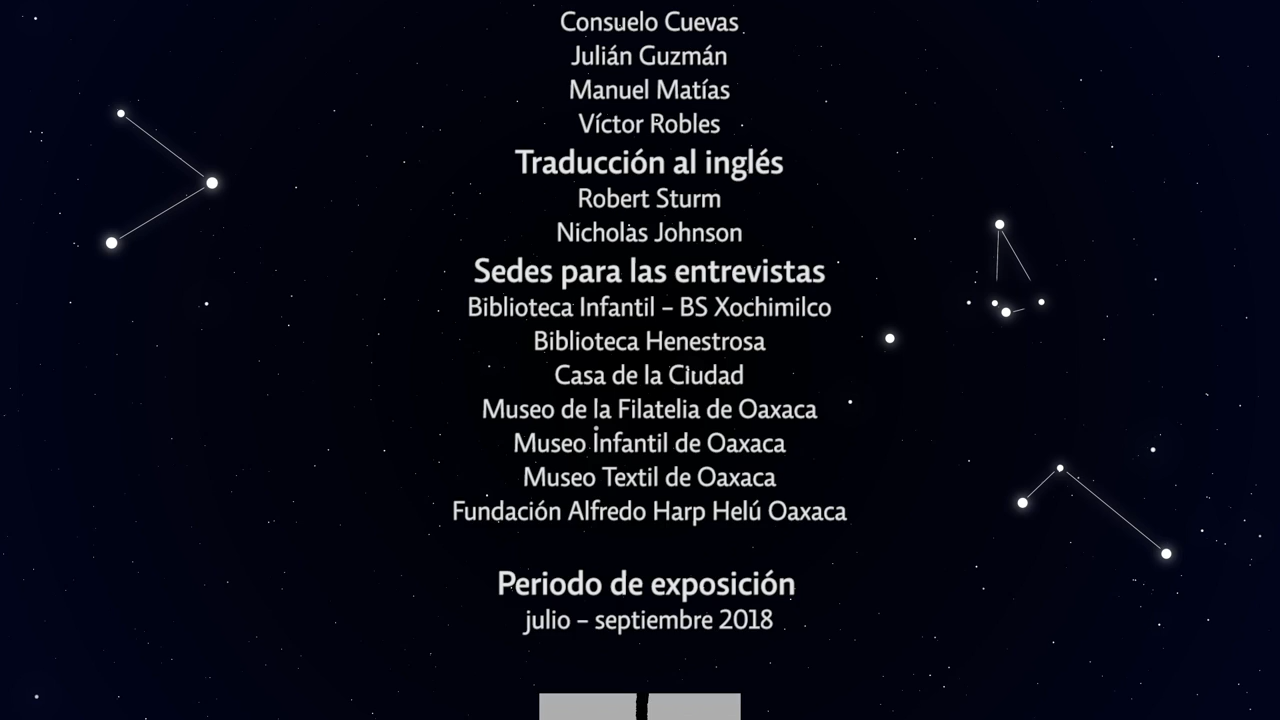 Consuelo Cuevas
Julián Guzmán
Manuel Matías
Víctor Robles
Traducción al inglés
Robert Sturm
Nicholas Johnson
Sedes para las entrevistas
Biblioteca Infantil – BS Xochimilco
Biblioteca Henestrosa
Casa de la Ciudad
Museo de la Filatelia de Oaxaca
Museo Infantil de Oaxaca
Museo Textil de Oaxaca
Fundación Alfredo Harp Helú Oaxaca
Periodo de exposición
julio – septiembre 2018